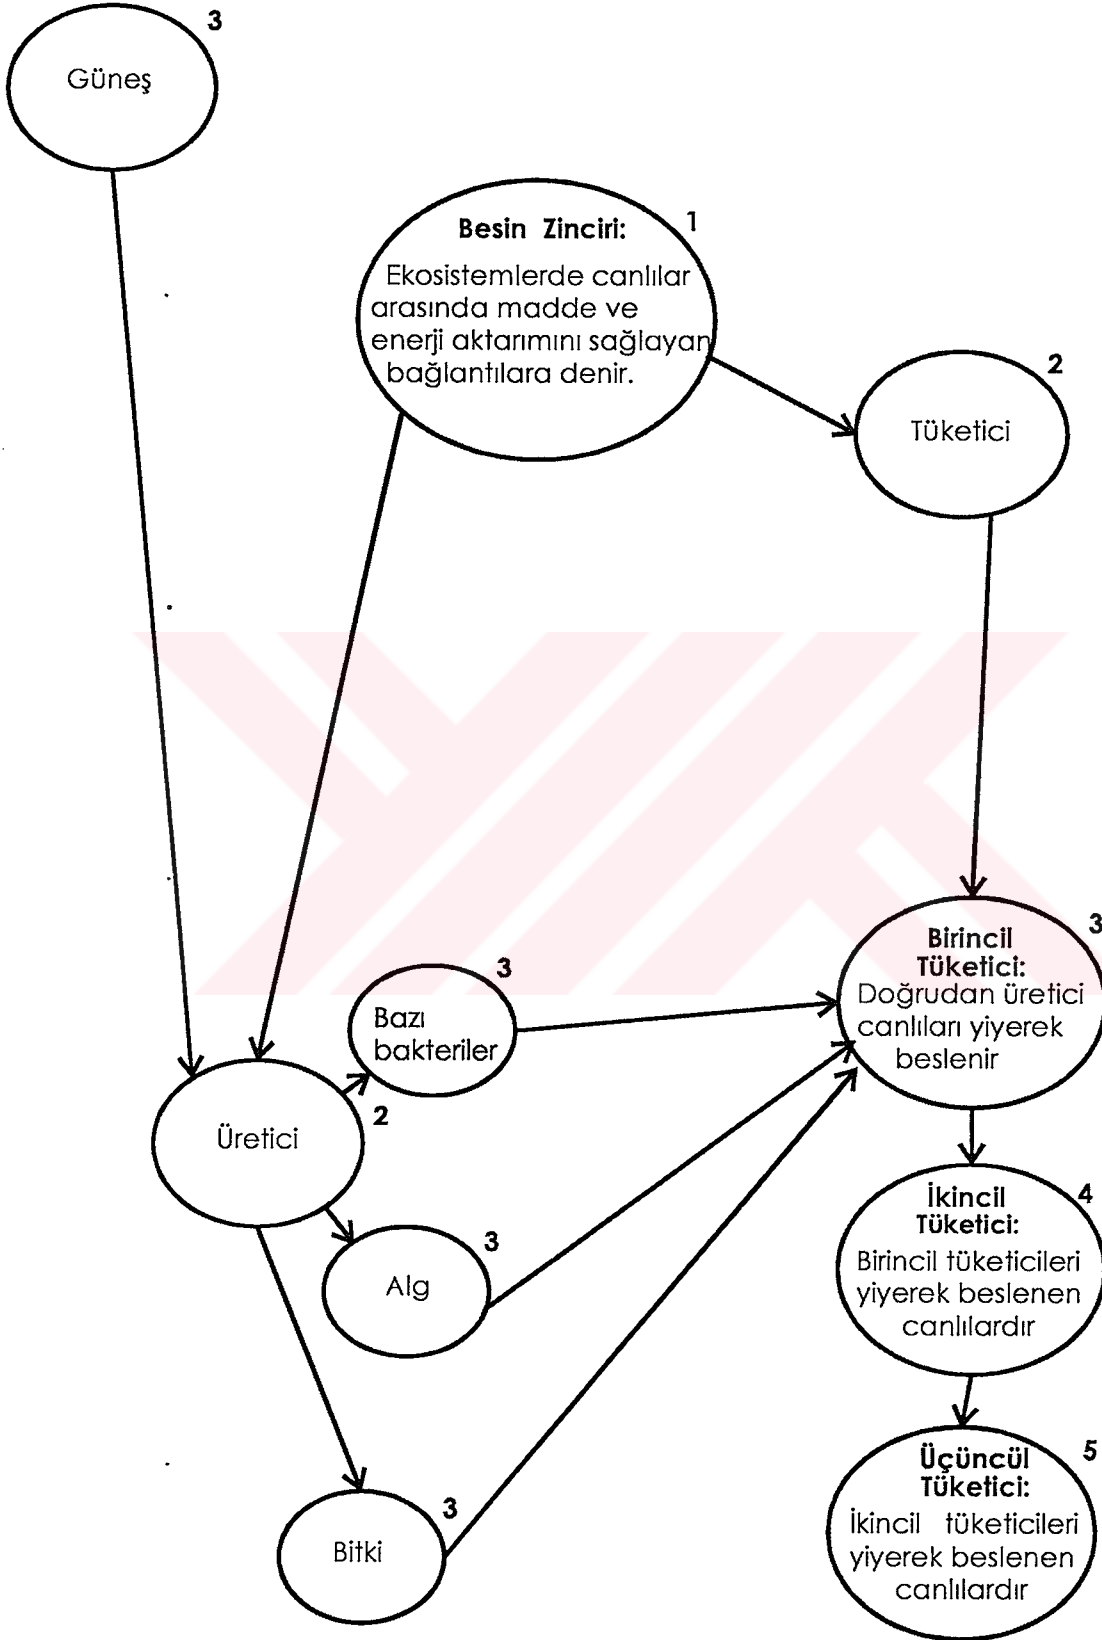 3
Güneş
Besin Zinciri:
1
Ekosistemlerde canlılar
arasında madde ve
enerji aktarımını sağlayan
bağlantılara denir.
2
Tüketici
3
Bazı
bakteriler
2
Üretici
3
Alg
3
Bitki
3
Birincil
Tüketici:
Doğrudan üretici
canlıları yiyerek
beslenir
4
İkincil
Tüketici:
Birincil tüketicileri
yiyerek beslenen
canlılardır
5
Üçüncül
Tüketici:
İkincil tüketicileri
yiyerek beslenen
canlılardır